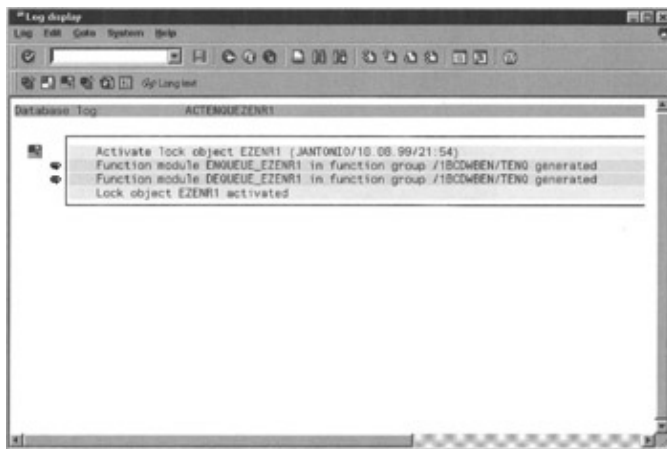 Log display
Log Edit Goto System Help
Long text
Database log: ACTENQUEZENR1
Activate lock object EZENR1 (JANTONIO/10.08.99/21:54)
Function module ENQUEUE_EZENR1 in function group /1BCDWBEN/TEN0 generated
Function module DEQUEUE_EZENR1 in function group /1BCDWBEN/TEN0 generated
Lock object EZENR1 activated